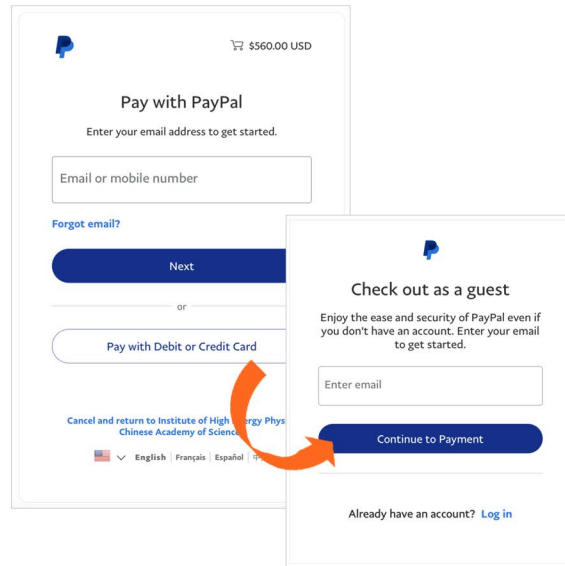 $560.00 USD
Pay with PayPal
Enter your email address to get started.
Email or mobile number
Forgot email?
Next
or
Pay with Debit or Credit Card
Cancel and return to Institute of High
Chinese Academy of
English | Français | Español
Check out as a guest
Enjoy the ease and security of PayPal even if
you don't have an account. Enter your email
to get started.
Enter email
Continue to Payment
Already have an account? Log in